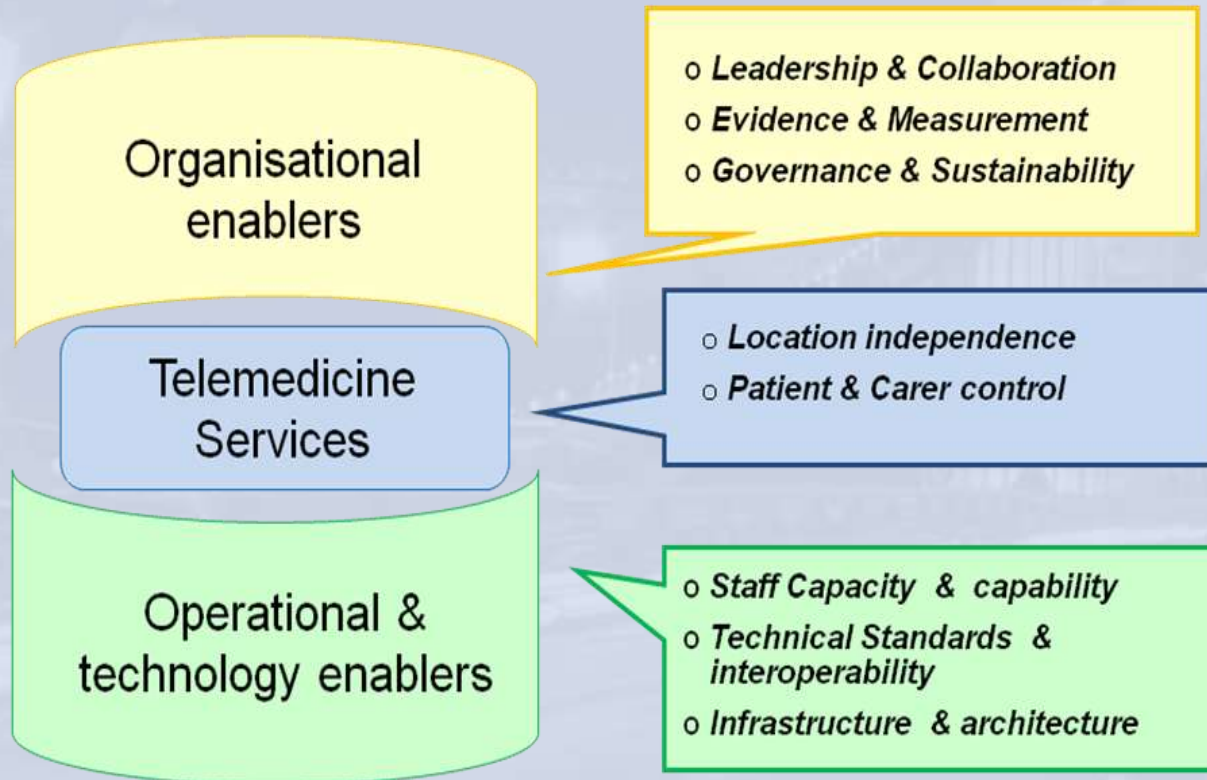 Organisational
enablers
o Leadership & Collaboration
o Evidence & Measurement
o Governance & Sustainability
Telemedicine
Services
o Location independence
o Patient & Carer control
Operational &
technology enablers
o Staff Capacity & capability
o Technical Standards &
interoperability
o Infrastructure & architecture